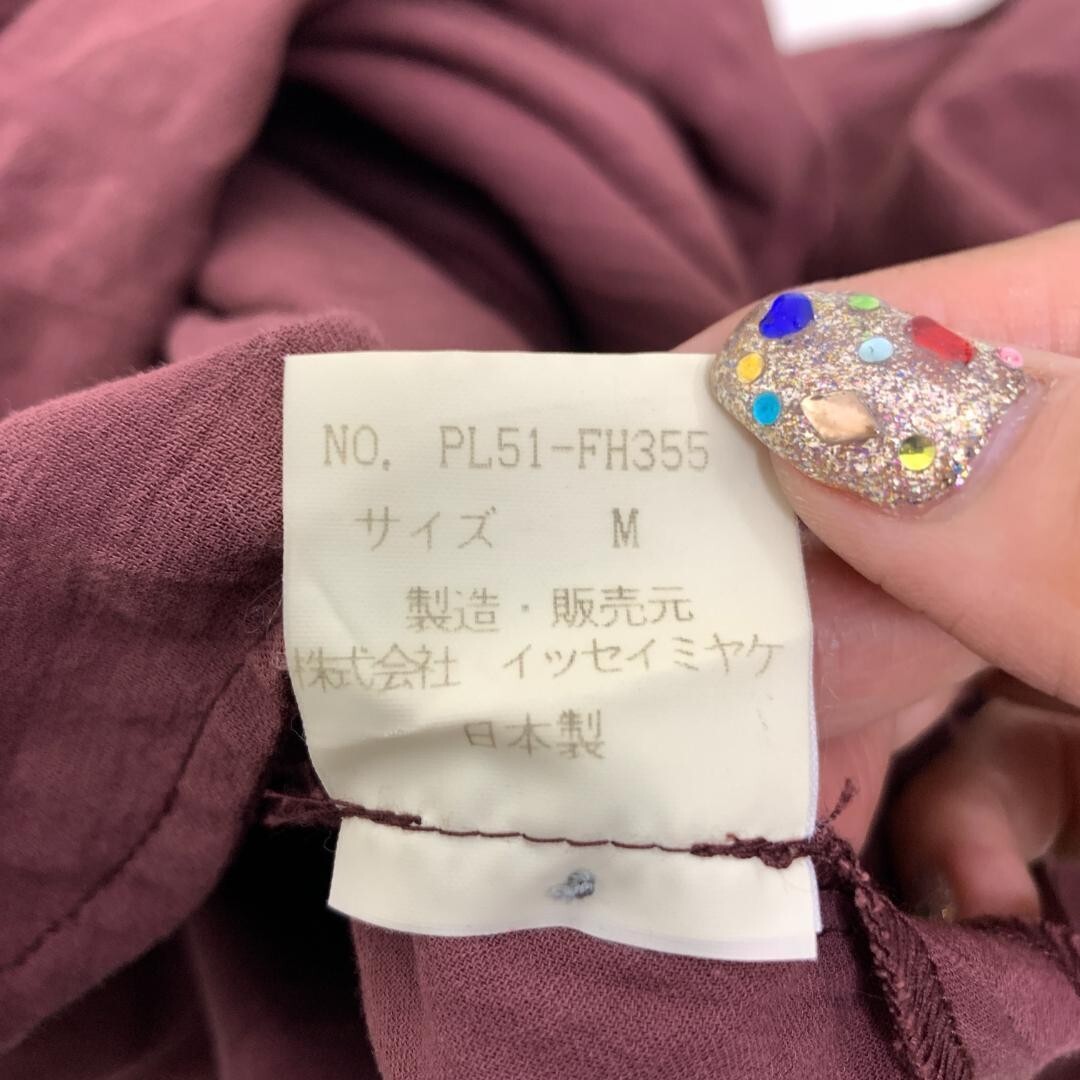 NO. PL51-FH355
サイズ M
製造・販売元
株式会社 イッセイミヤケ
日本製